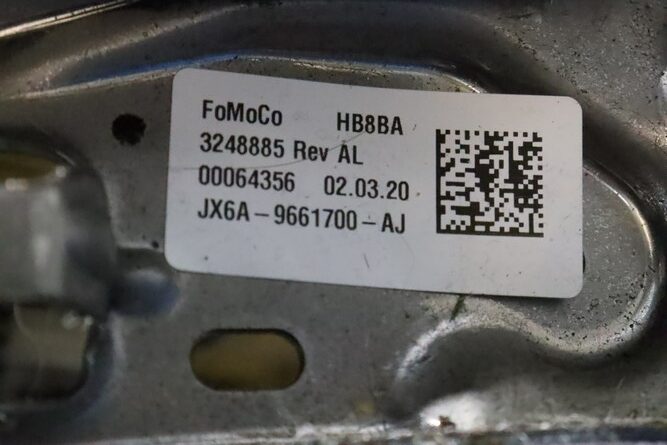 FoMoCo HB8BA
3248885 Rev AL
00064356 02.03.20
JX6A-9661700-AJ